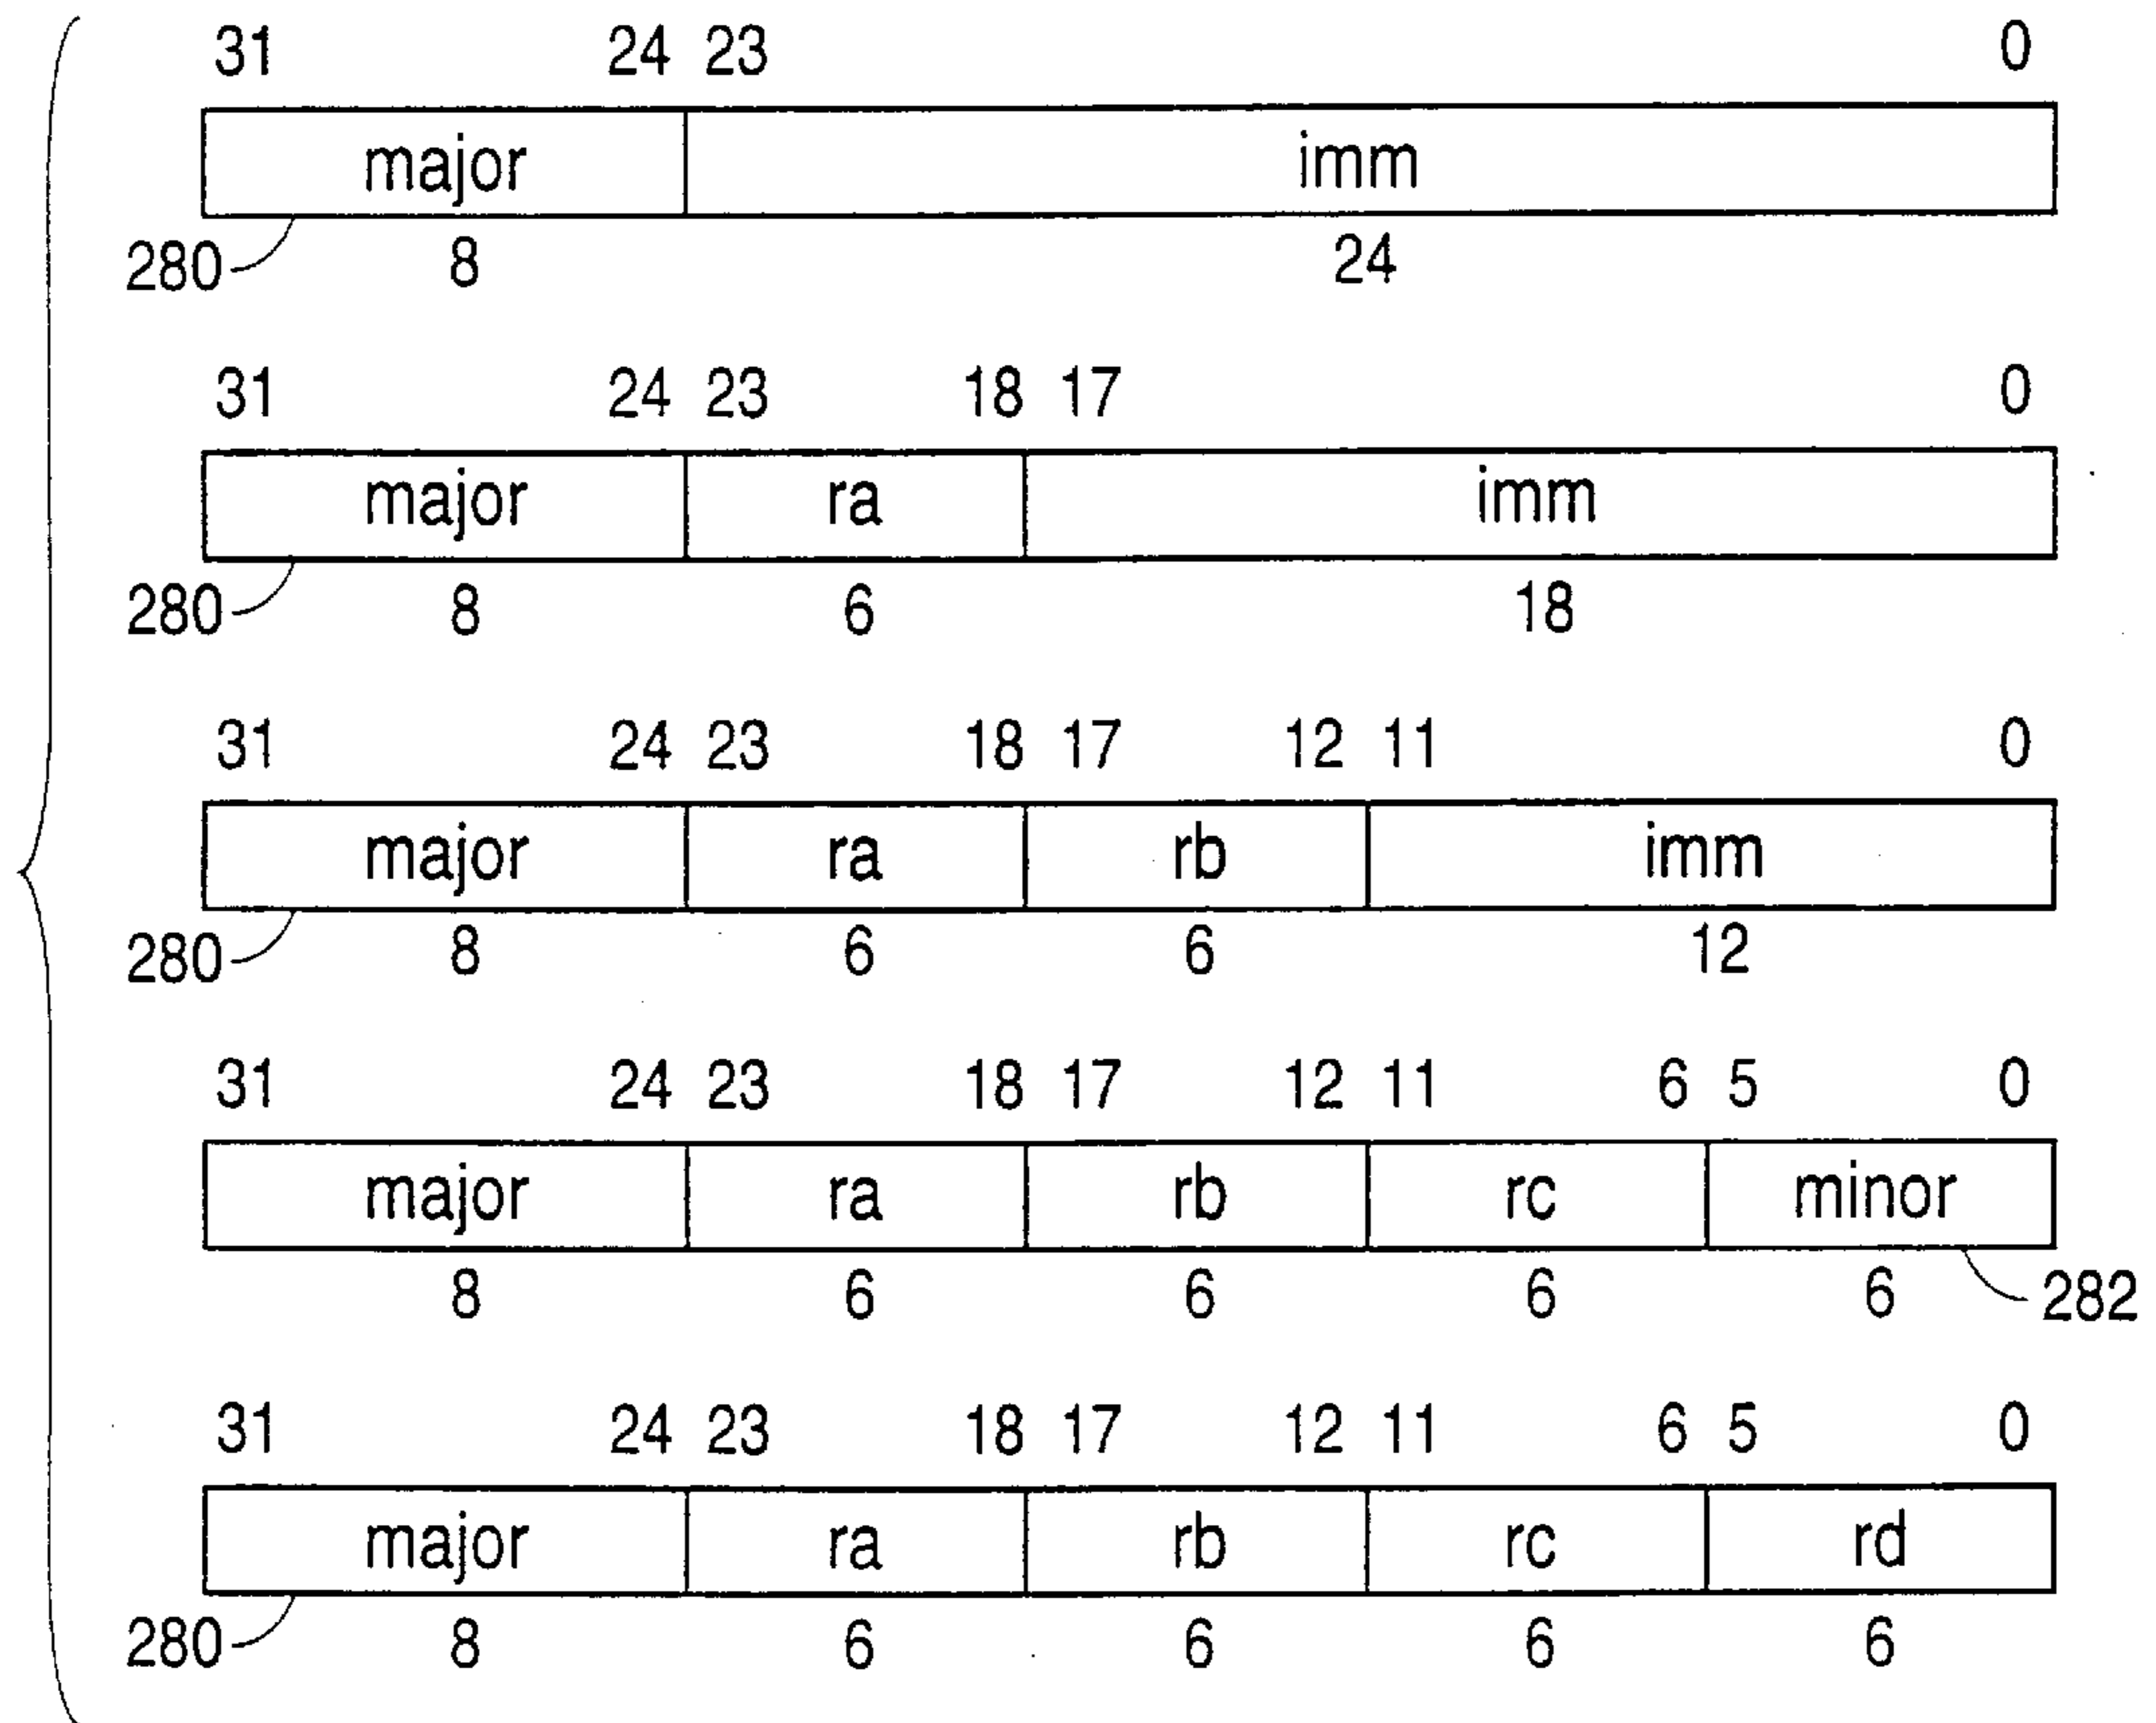 31 24 23 0
major imm
280 8 24
31 24 23 18 17 0
major ra imm
280 8 6 18
31 24 23 18 17 12 11 0
major ra rb imm
280 8 6 6 12
31 24 23 18 17 12 11 6 5 0
major ra rb rc minor
8 6 6 6 6 282
31 24 23 18 17 12 11 6 5 0
major ra rb rc rd
280 8 6 6 6 6